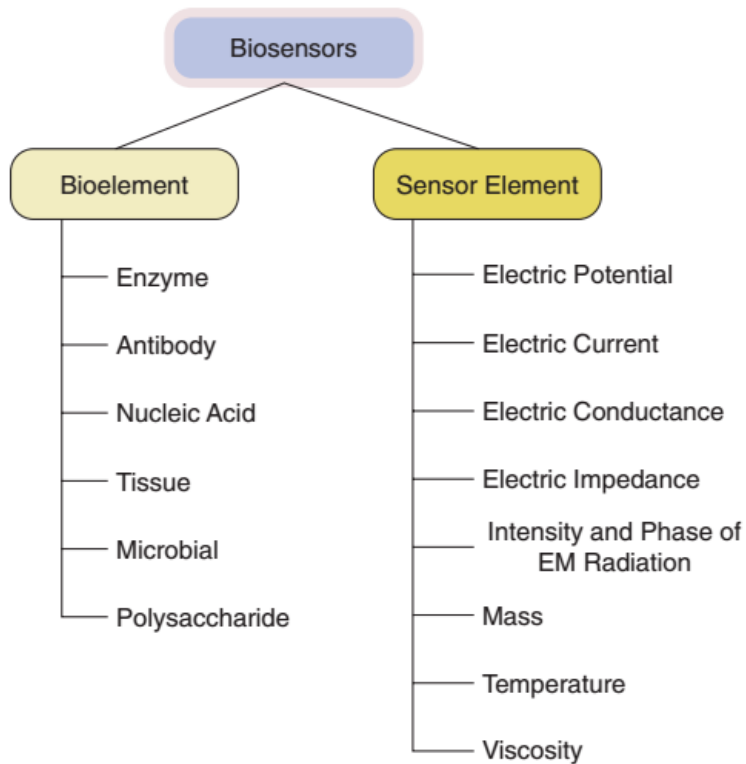 Biosensors
Bioelement
Enzyme
Antibody
Nucleic Acid
Tissue
Microbial
Polysaccharide
Sensor Element
Electric Potential
Electric Current
Electric Conductance
Electric Impedance
Intensity and Phase of
EM Radiation
Mass
Temperature
Viscosity